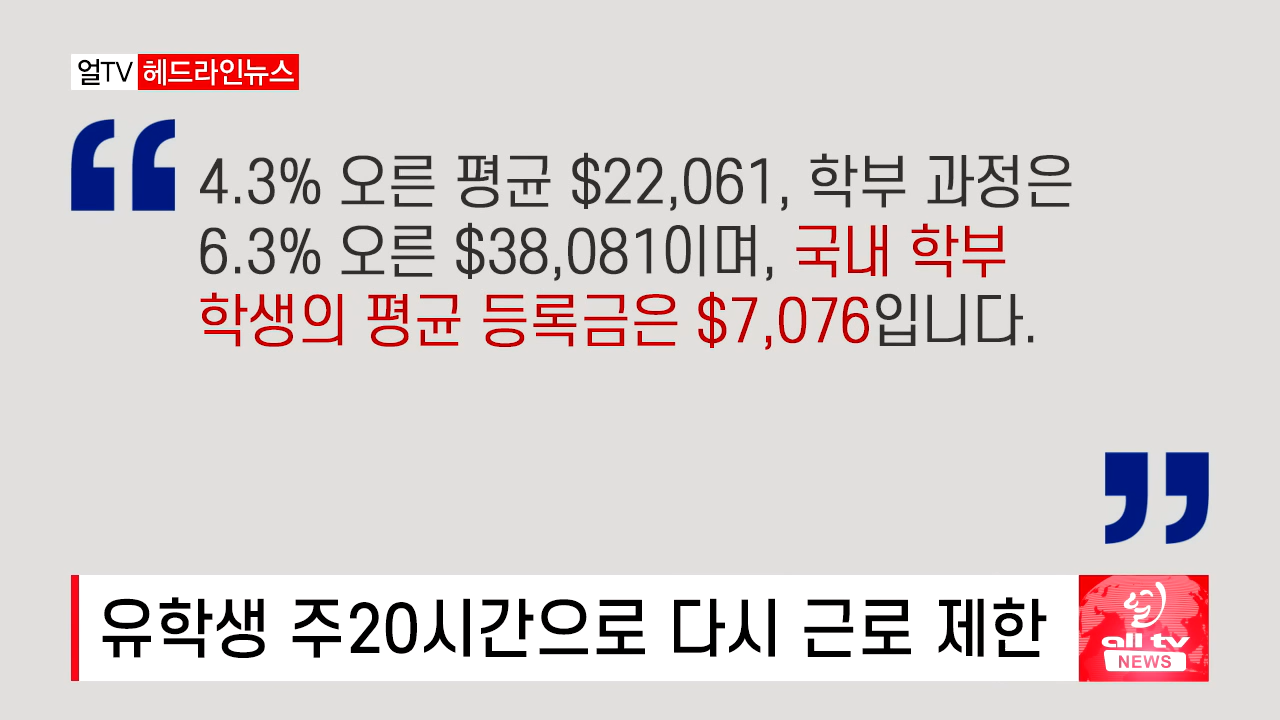 얼TV 헤드라인뉴스
4.3% 오른 평균 $22,061, 학부 과정은
6.3% 오른 $38,081이며, 국내 학부
학생의 평균 등록금은 $7,076입니다.
유학생 주20시간으로 다시 근로 제한
all tv
NEWS